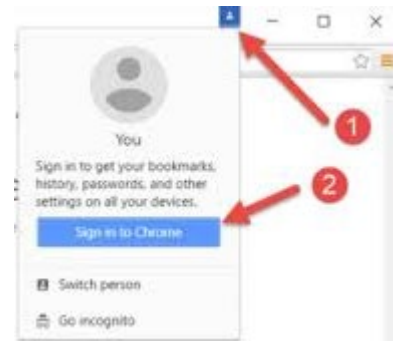 1
You
Sign in to get your bookmarks,
history, passwords, and other
settings on all your devices.
2
Sign in to Chrome
Switch person
Go incognito